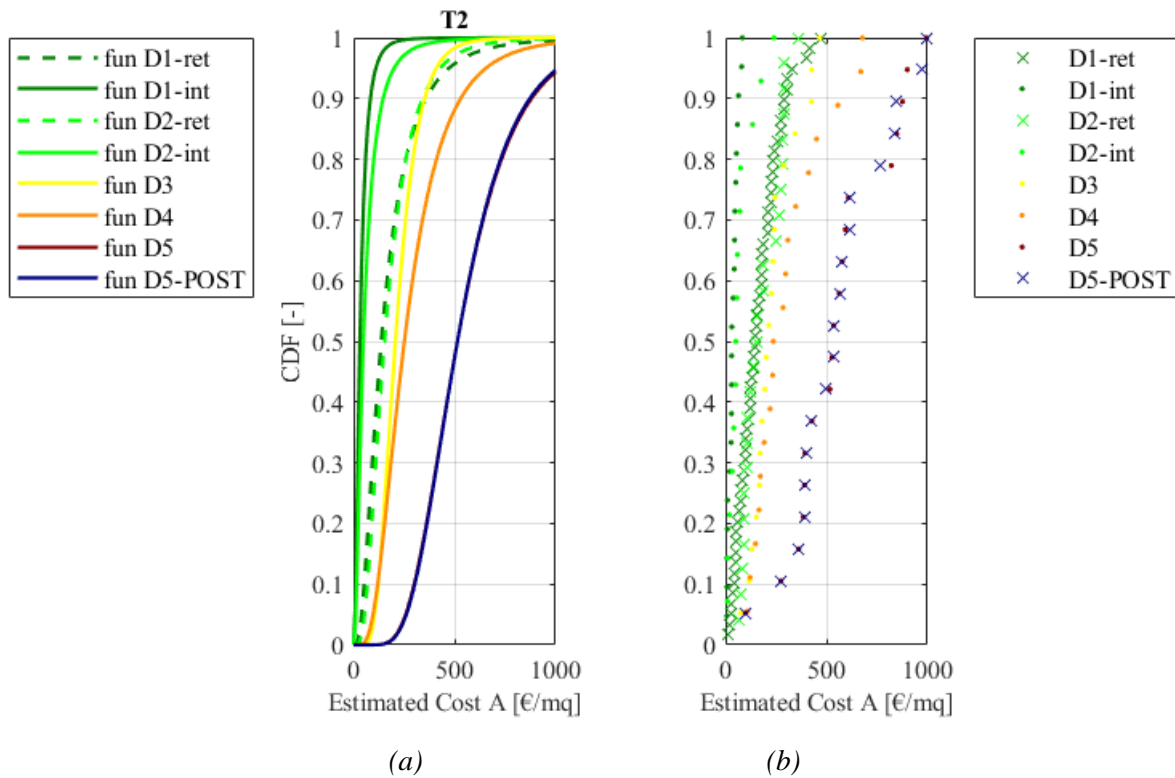 T2
fun D1-ret
fun D1-int
fun D2-ret
fun D2-int
fun D3
fun D4
fun D5
fun D5-POST
CDF [-]
1
0.9
0.8
0.7
0.6
0.5
0.4
0.3
0.2
0.1
0
0 500 1000
Estimated Cost A [€/mq]
(a)
1
0.9
0.8
0.7
0.6
0.5
0.4
0.3
0.2
0.1
0
0 500 1000
Estimated Cost A [€/mq]
(b)
D1-ret
D1-int
D2-ret
D2-int
D3
D4
D5
D5-POST